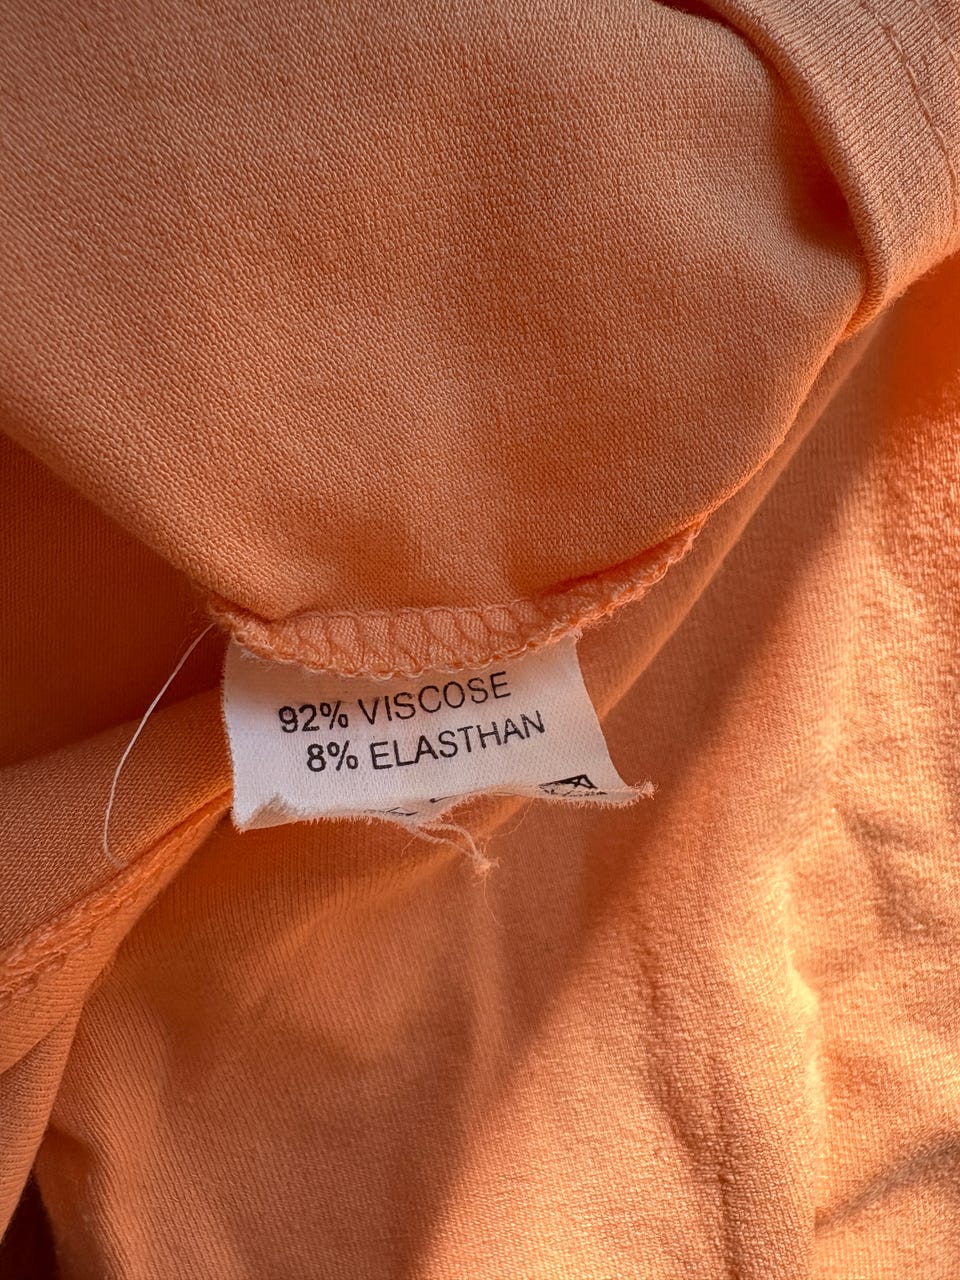 92% VISCOSE
8% ELASTHAN